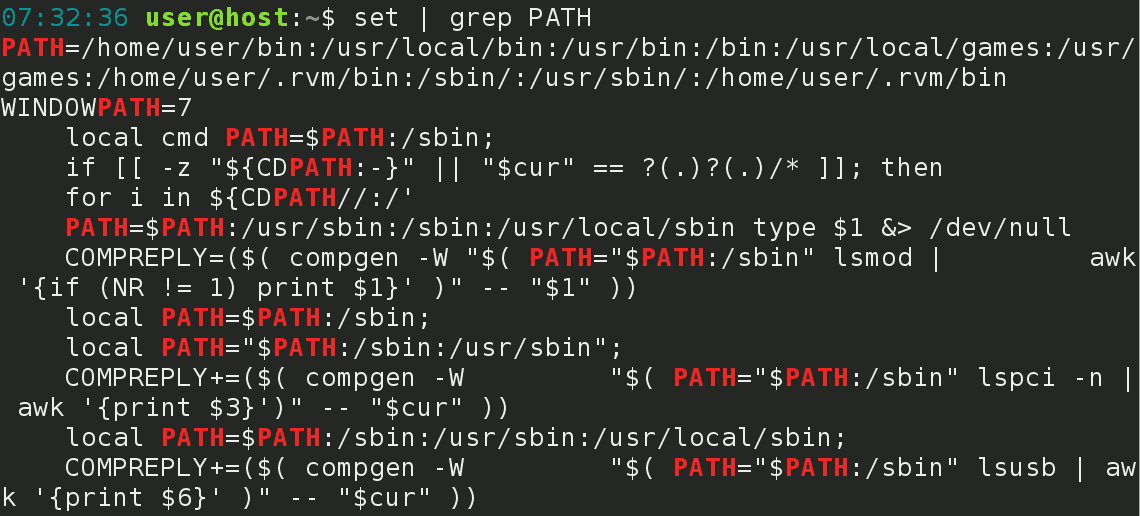 07:32:36 user@host:~$ set | grep PATH
PATH=/home/user/bin:/usr/local/bin:/usr/bin:/bin:/usr/local/games:/usr/
games:/home/user/.rvm/bin:/sbin/:/usr/sbin/:/home/user/.rvm/bin
WINDOWPATH=7
    local cmd PATH=$PATH:/sbin;
    if [[ -z "${CDPATH:-}" || "$cur" == ?(.)?(.)/* ]]; then
    for i in ${CDPATH//:/'
    PATH=$PATH:/usr/sbin:/sbin:/usr/local/sbin type $1 &> /dev/null
    COMPREPLY=($( compgen -W "$( PATH="$PATH:/sbin" lsmod |         awk
 '{if (NR != 1) print $1}' )" -- "$1" ))
    local PATH=$PATH:/sbin;
    local PATH="$PATH:/sbin:/usr/sbin";
    COMPREPLY+=($( compgen -W         "$( PATH="$PATH:/sbin" lspci -n |
 awk '{print $3}')" -- "$cur" ))
    local PATH=$PATH:/sbin:/usr/sbin:/usr/local/sbin;
    COMPREPLY+=($( compgen -W         "$( PATH="$PATH:/sbin" lsusb | aw
k '{print $6}' )" -- "$cur" ))